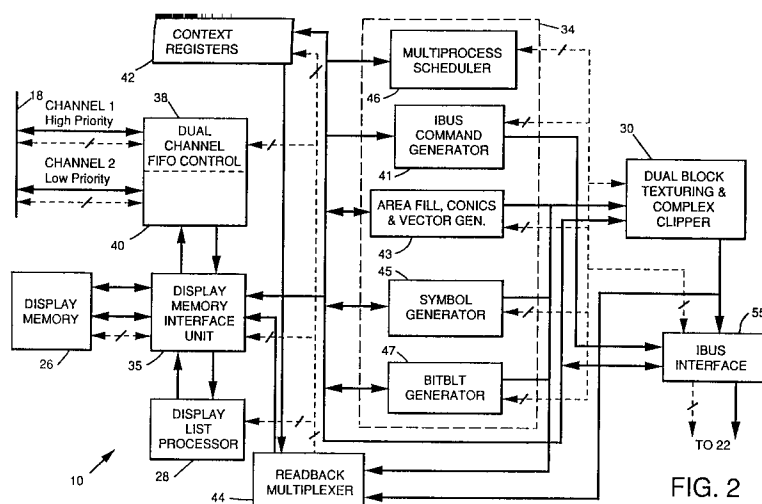 CONTEXT
REGISTERS
42
34
MULTIPROCESS
SCHEDULER
46
18
CHANNEL 1
High Priority
38
DUAL
CHANNEL
FIFO CONTROL
CHANNEL 2
Low Priority
40
IBUS
COMMAND
GENERATOR
41
30
DUAL BLOCK
TEXTURING &
COMPLEX
CLIPPER
AREA FILL, CONICS
& VECTOR GEN.
43
DISPLAY
MEMORY
26
DISPLAY
MEMORY
INTERFACE
UNIT
35
45
SYMBOL
GENERATOR
55
IBUS
INTERFACE
47
BITBLT
GENERATOR
DISPLAY
LIST
PROCESSOR
28
10
READBACK
MULTIPLEXER
44
TO 22
FIG. 2